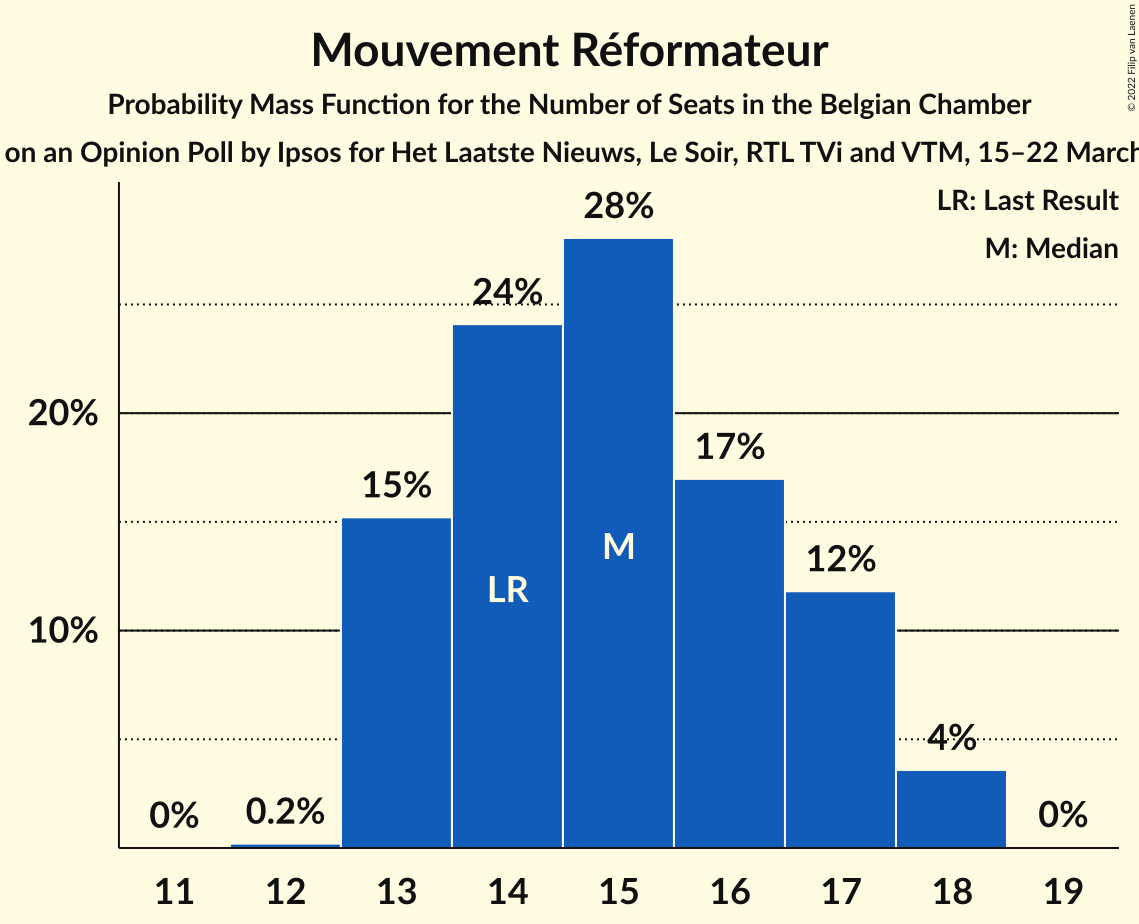 Mouvement Réformateur
Probability Mass Function for the Number of Seats in the Belgian Chamber
on an Opinion Poll by Ipsos for Het Laatste Nieuws, Le Soir, RTL TVi and VTM, 15–22 March
© 2022 Filip van Laenen
LR: Last Result
M: Median
28%
24%
20%
17%
15%
M
12%
LR
10%
4%
0%
0.2%
0%
11 12 13 14 15 16 17 18 19